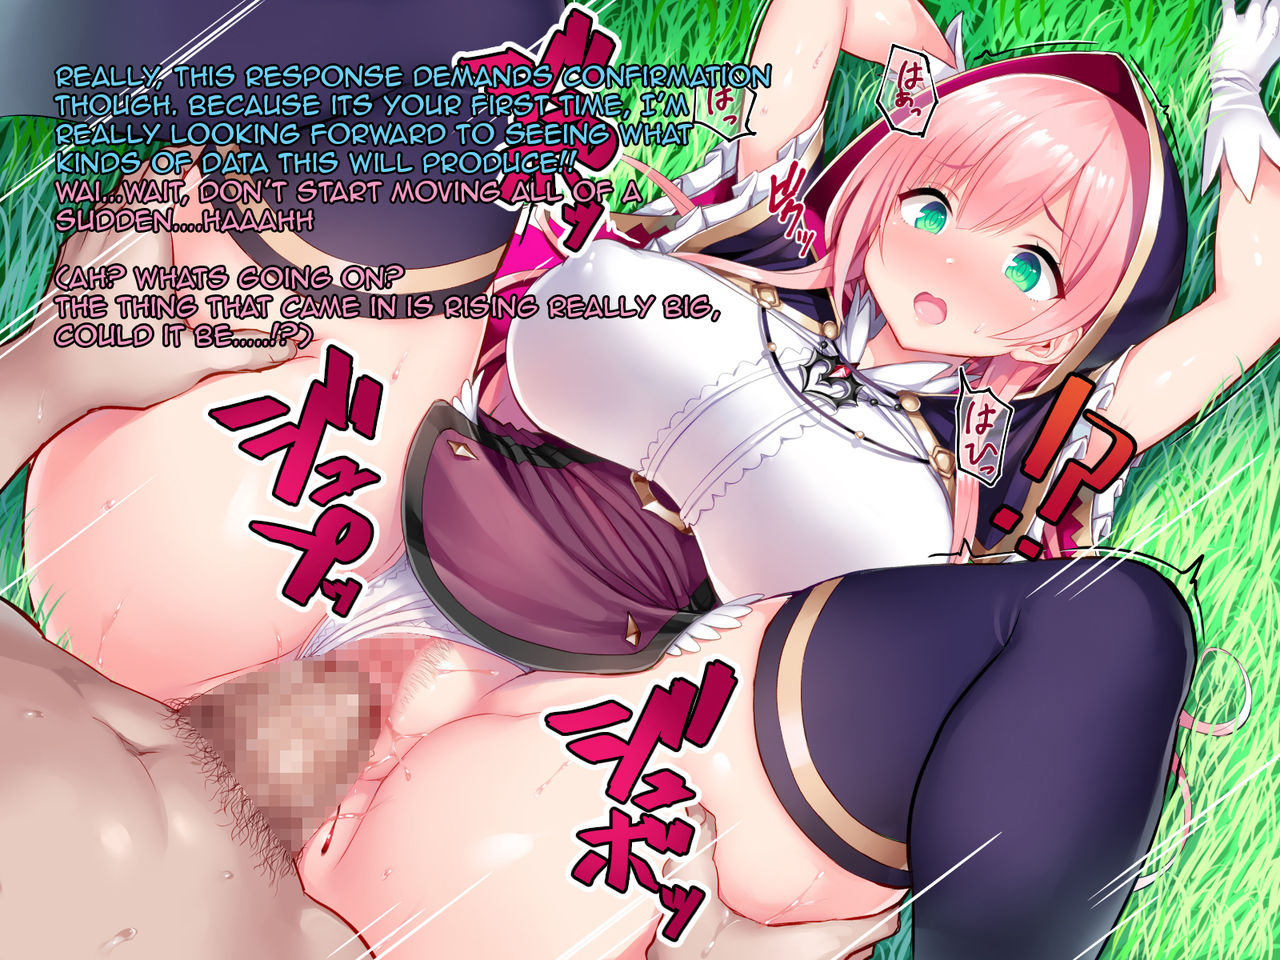 REALLY, THIS RESPONSE DEMANDS CONFIRMATION
THOUGH. BECAUSE ITS YOUR FIRST TIME, I'M
REALLY LOOKING FORWARD TO SEEING WHAT
KINDS OF DATA THIS WILL PRODUCE!!
WAI...WAIT, DON'T START MOVING ALL OF A
SUDDEN....HAAAHH
(AH? WHATS GOING ON?
THE THING THAT CAME IN IS RISING REALLY BIG,
COULD IT BE.....!?)
はぁっ
はっ
ビクッ
はひっ
!?
ジュプッ
ジュボッ